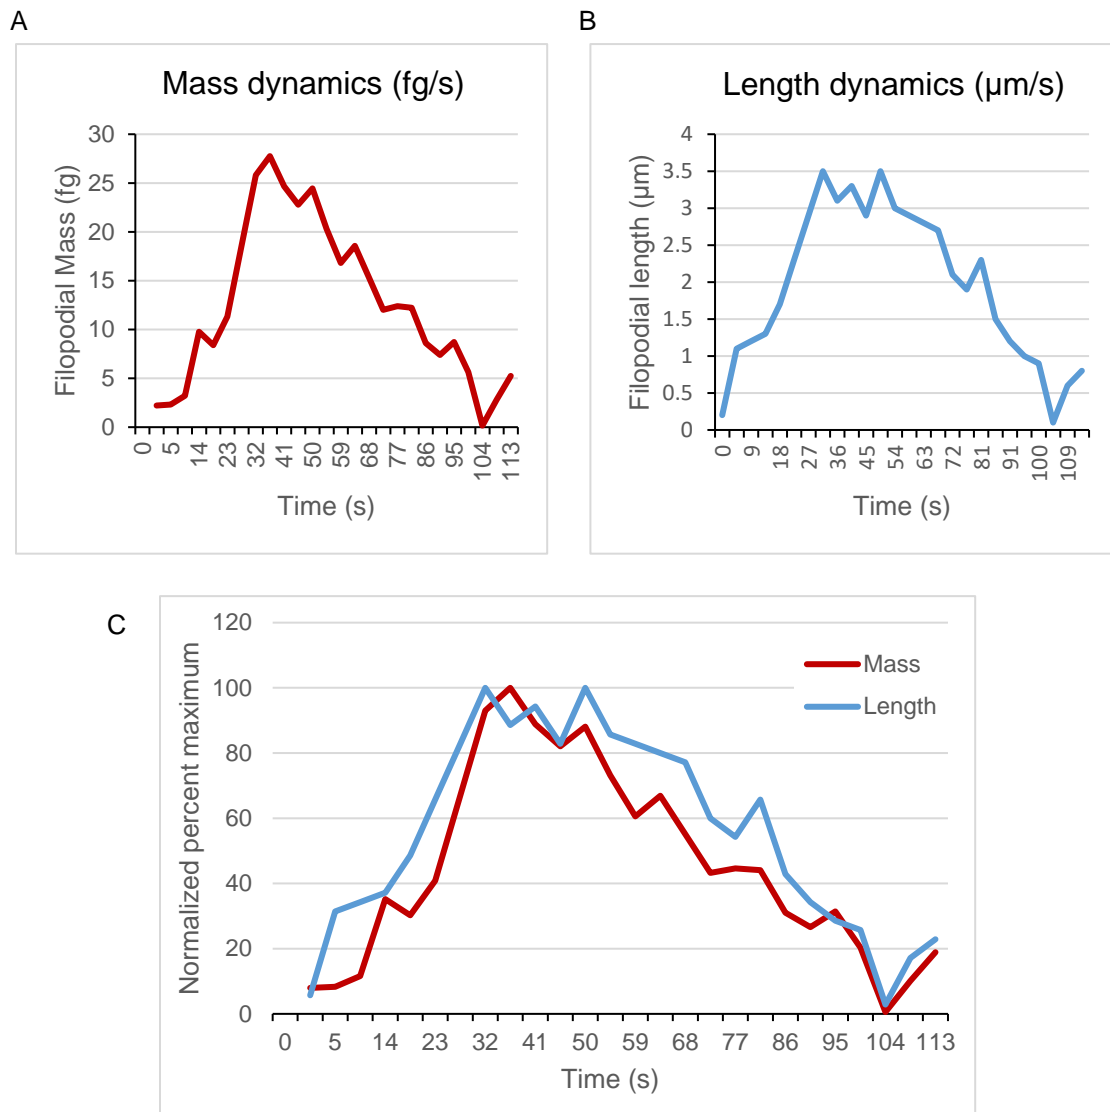 A
Mass dynamics (fg/s)
Filopodial Mass (fg)
30
25
20
15
10
5
0
0 5 14 23 32 41 50 59 68 77 86 95 104 113
Time (s)
B
Length dynamics (µm/s)
Filopodial length (µm)
4
3.5
3
2.5
2
1.5
1
0.5
0
0 9 18 27 36 45 54 63 72 81 91 100 109
Time (s)
C
Normalized percent maximum
120
100
80
60
40
20
0
Mass
Length
0 5 14 23 32 41 50 59 68 77 86 95 104 113
Time (s)